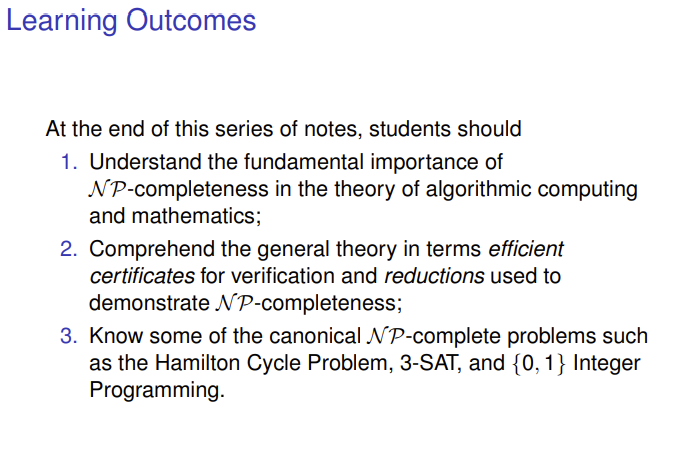 Learning Outcomes
At the end of this series of notes, students should
1. Understand the fundamental importance of
𝒩𝒫-completeness in the theory of algorithmic computing
and mathematics;
2. Comprehend the general theory in terms efficient
certificates for verification and reductions used to
demonstrate 𝒩𝒫-completeness;
3. Know some of the canonical 𝒩𝒫-complete problems such
as the Hamilton Cycle Problem, 3-SAT, and {0, 1} Integer
Programming.